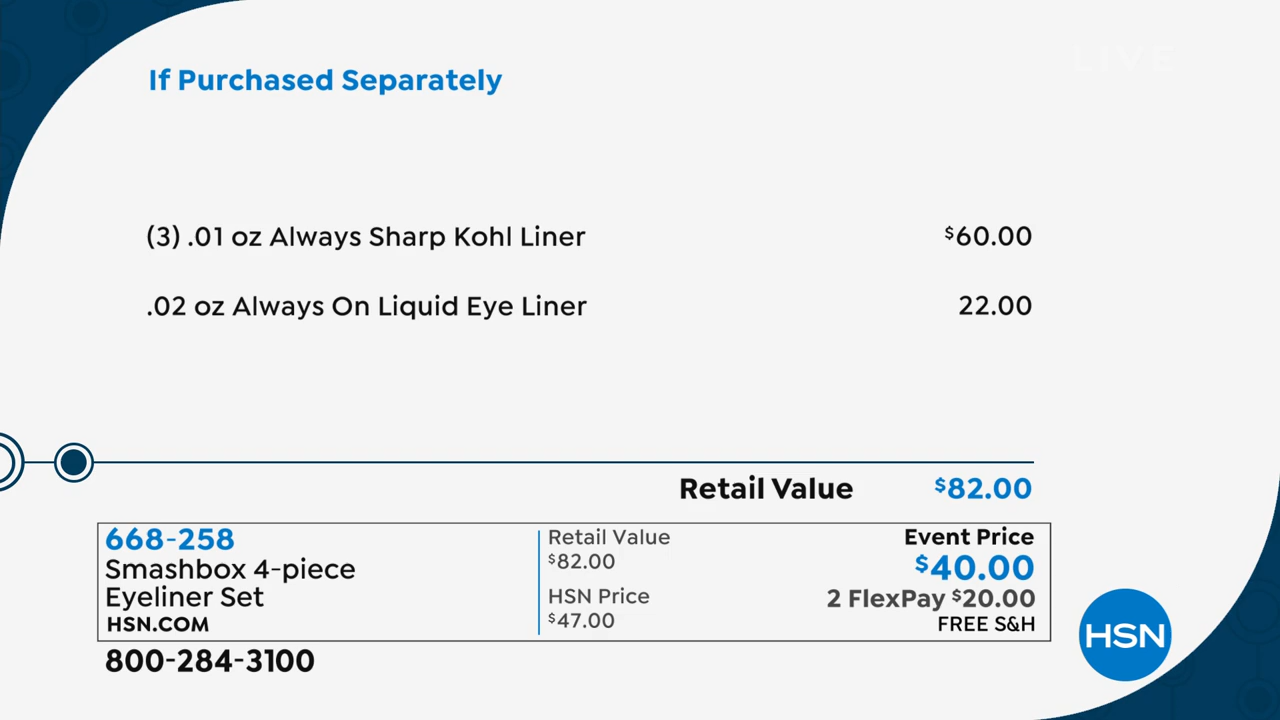 LIVE
If Purchased Separately
(3) .01 oz Always Sharp Kohl Liner $60.00
.02 oz Always On Liquid Eye Liner 22.00
Retail Value $82.00
668-258
Smashbox 4-piece
Eyeliner Set
HSN.COM
Retail Value
$82.00
HSN Price
$47.00
Event Price
$40.00
2 FlexPay $20.00
FREE S&H
800-284-3100
HSN